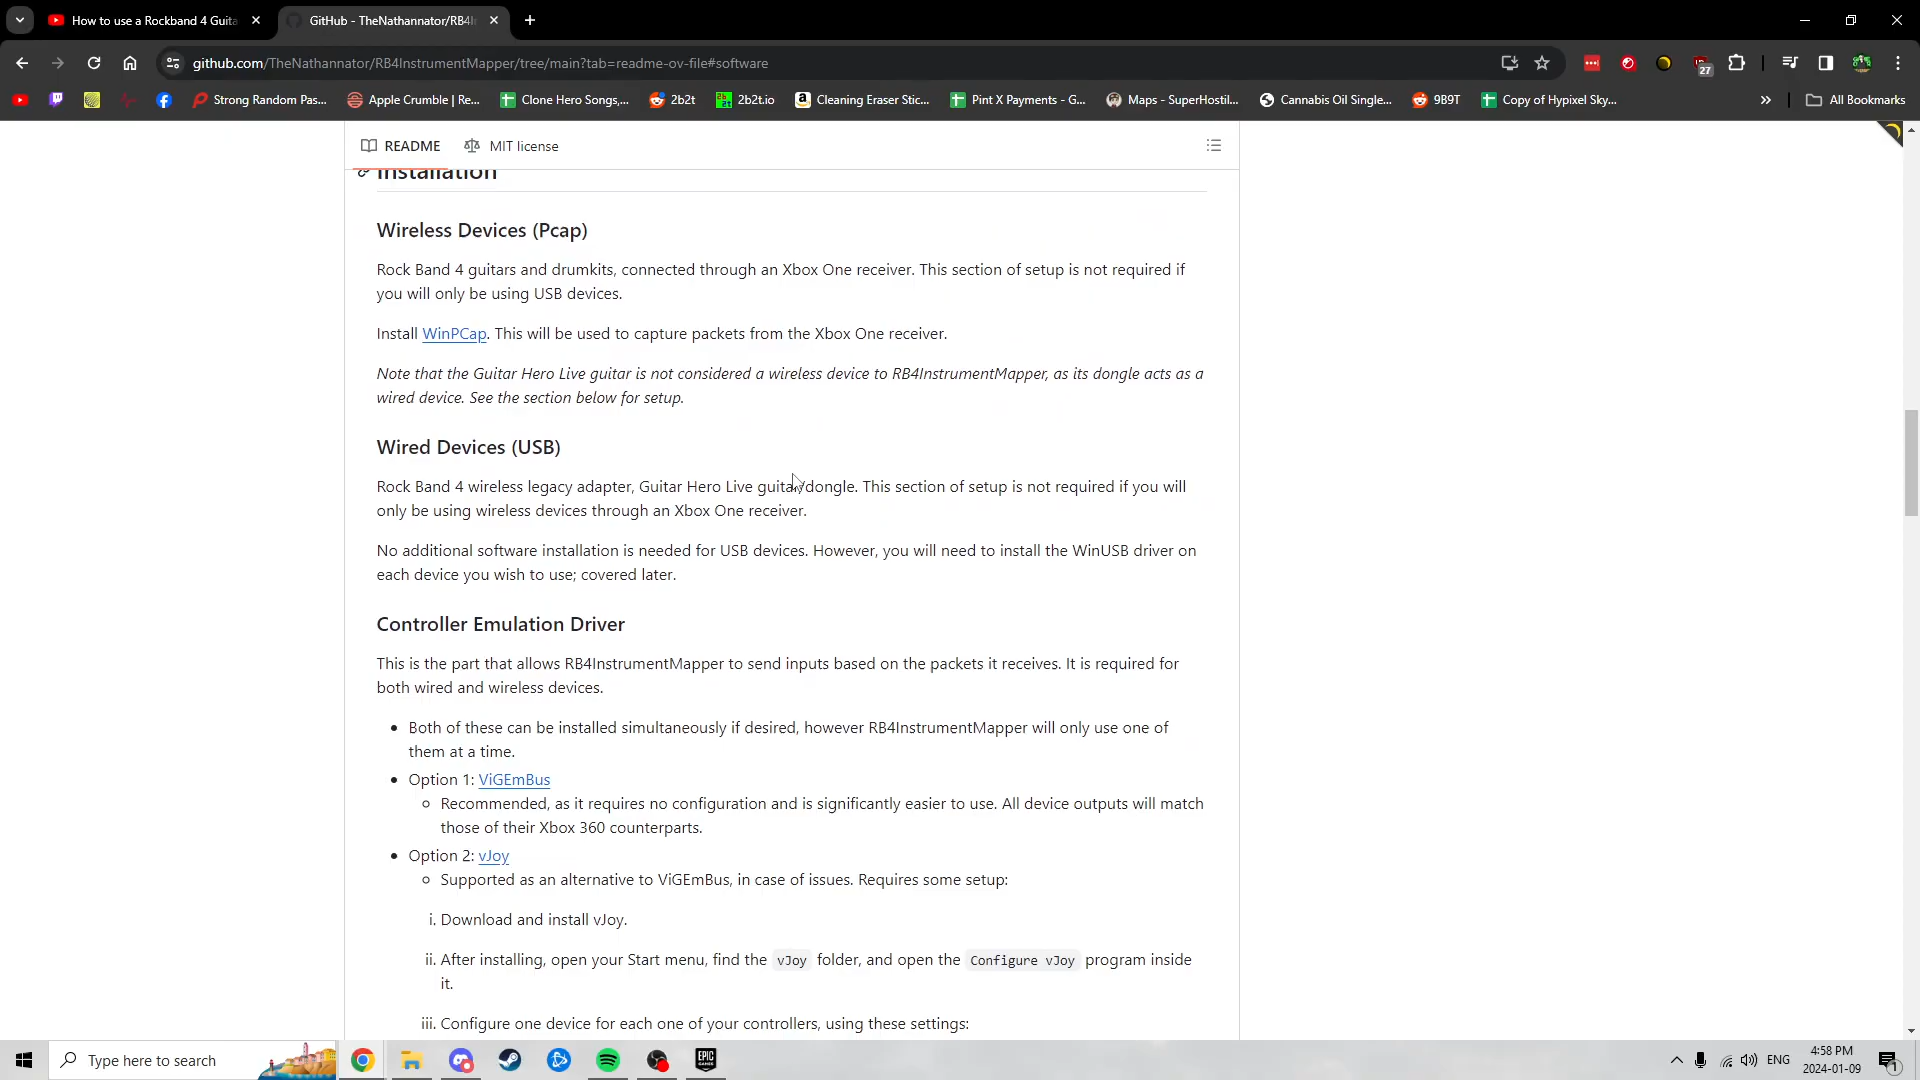 How to use a Rockband 4 Guita
GitHub - TheNathannator/RB4I
github.com/TheNathannator/RB4InstrumentMapper/tree/main?tab=readme-ov-file#software
27
Strong Random Pas...
Apple Crumble | Re...
Clone Hero Songs,...
2b2t
2b2t.io
Cleaning Eraser Stic...
Pint X Payments - G...
Maps - SuperHostil...
Cannabis Oil Single...
9B9T
Copy of Hypixel Sky...
All Bookmarks
README
MIT license
Installation
Wireless Devices (Pcap)
Rock Band 4 guitars and drumkits, connected through an Xbox One receiver. This section of setup is not required if
you will only be using USB devices.
Install WinPCap. This will be used to capture packets from the Xbox One receiver.
Note that the Guitar Hero Live guitar is not considered a wireless device to RB4InstrumentMapper, as its dongle acts as a
wired device. See the section below for setup.
Wired Devices (USB)
Rock Band 4 wireless legacy adapter, Guitar Hero Live guitar/dongle. This section of setup is not required if you will
only be using wireless devices through an Xbox One receiver.
No additional software installation is needed for USB devices. However, you will need to install the WinUSB driver on
each device you wish to use; covered later.
Controller Emulation Driver
This is the part that allows RB4InstrumentMapper to send inputs based on the packets it receives. It is required for
both wired and wireless devices.
Both of these can be installed simultaneously if desired, however RB4InstrumentMapper will only use one of
them at a time.
Option 1: ViGEmBus
Recommended, as it requires no configuration and is significantly easier to use. All device outputs will match
those of their Xbox 360 counterparts.
Option 2: vJoy
Supported as an alternative to ViGEmBus, in case of issues. Requires some setup:
i. Download and install vJoy.
ii. After installing, open your Start menu, find the vJoy folder, and open the Configure vJoy program inside
it.
iii. Configure one device for each one of your controllers, using these settings:
Type here to search
EPIC
GAMES
ENG
4:58 PM
2024-01-09
1